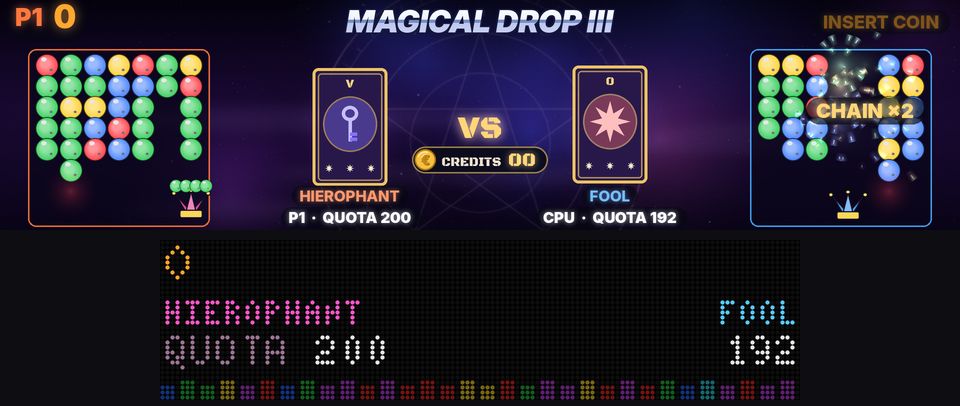 P1 0
MAGICAL DROP III
INSERT COIN
V
0
CHAIN ×2
VS
CREDITS 00
HIEROPHANT
FOOL
P1 · QUOTA 200
CPU · QUOTA 192
0
HIEROPHANT
FOOL
QUOTA 200
192